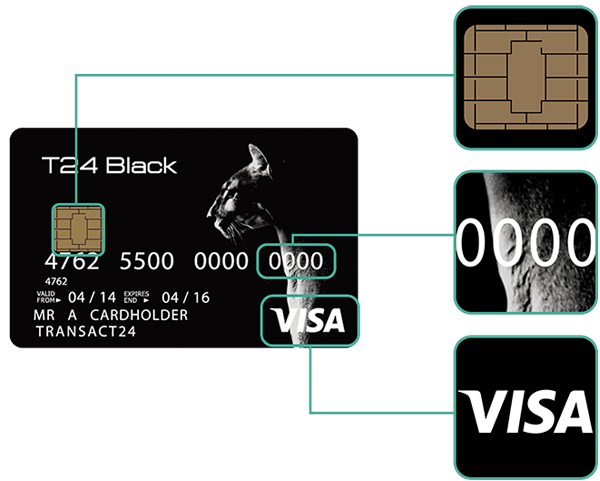 T24 Black
4762 5500 0000 0000
4762
VALID FROM► 04 / 14 EXPIRES END ► 04 / 16
MR A CARDHOLDER
TRANSACT24
VISA
0000
VISA